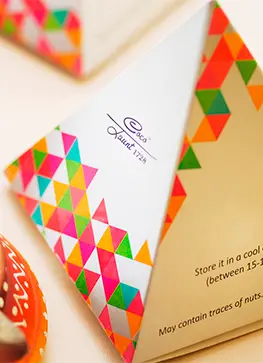 Coco
Jaunt 1728
Store it in a cool
(between 15-1
May contain traces of nuts.